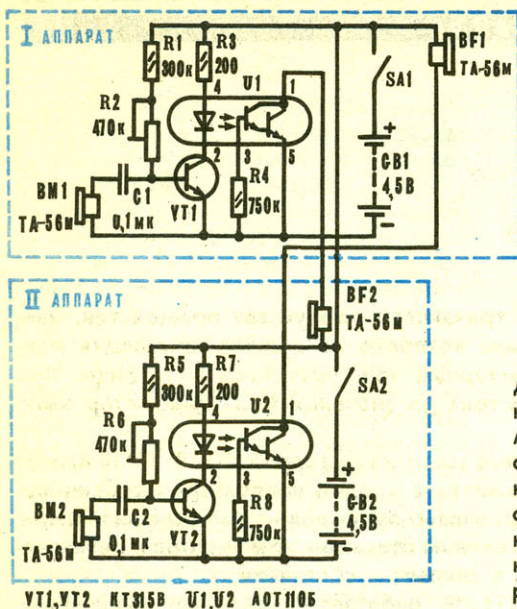 I АППАРАТ
R1
300к
R3
200
4
U1
1
BF1
ТА-56м
SA1
R2
470к
3
5
R4
750к
GB1
4,5В
BM1
ТА-56м
C1
0,1мк
2
VT1
II АППАРАТ
BF2
ТА-56м
R5
300к
R7
200
4
U2
1
SA2
R6
470к
3
5
R8
750к
GB2
4,5В
BM2
ТА-56м
C2
0,1мк
2
VT2
VT1,VT2 КТ315В U1,U2 АОТ110Б